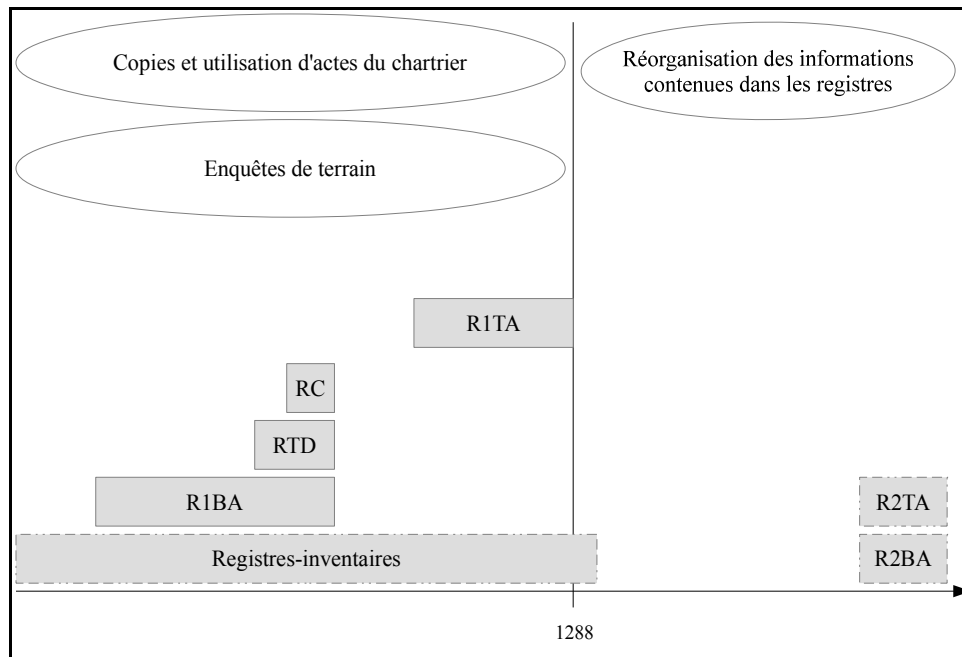 Copies et utilisation d'actes du chartrier
Réorganisation des informations
contenues dans les registres
Enquêtes de terrain
R1TA
RC
RTD
R1BA
R2TA
Registres-inventaires
R2BA
1288